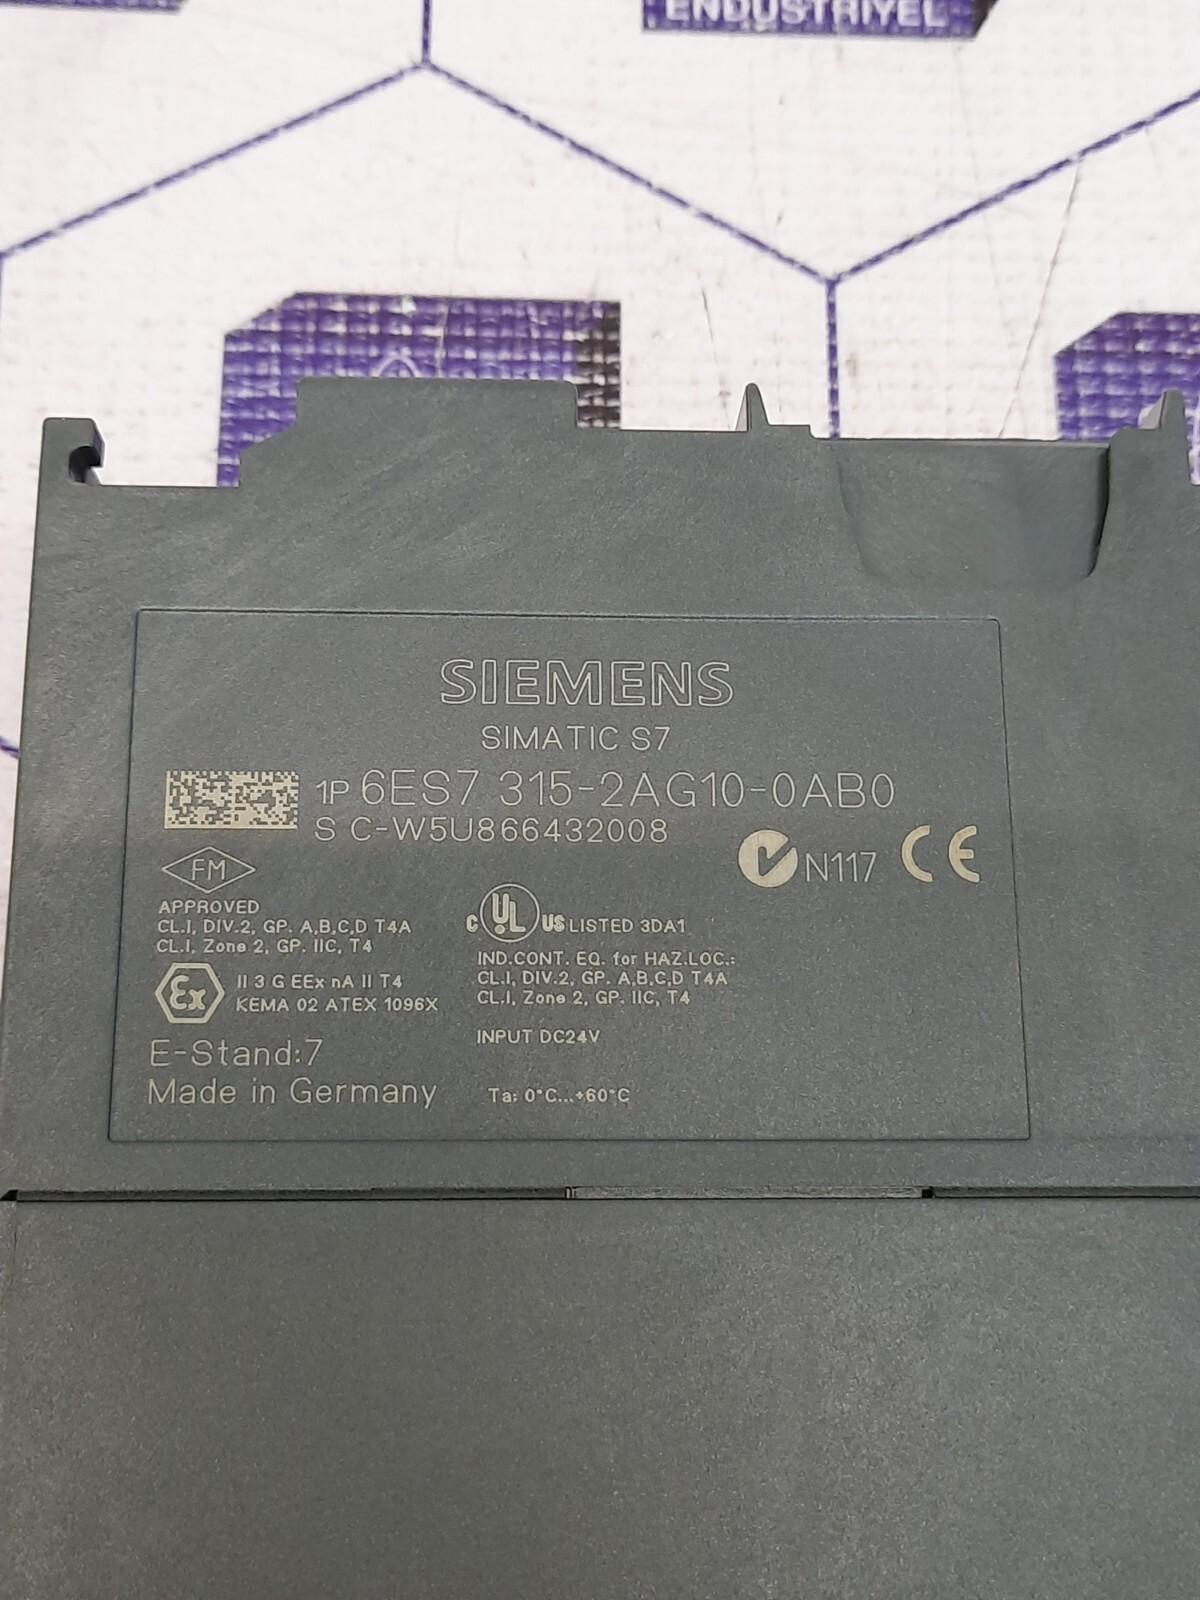 ENDÜSTRİYEL
SIEMENS
SIMATIC S7
1P 6ES7 315-2AG10-0AB0
S C-W5U866432008
N117 CE
FM
APPROVED
CL.I, DIV.2, GP. A,B,C,D T4A
CL.I, Zone 2, GP. IIC, T4
Ex II 3 G EEx nA II T4
KEMA 02 ATEX 1096X
E-Stand:7
Made in Germany
C UL US LISTED 3DA1
IND.CONT. EQ. for HAZ.LOC.:
CL.I, DIV.2, GP. A,B,C,D T4A
CL.I, Zone 2, GP. IIC, T4
INPUT DC24V
Ta: 0°C...+60°C